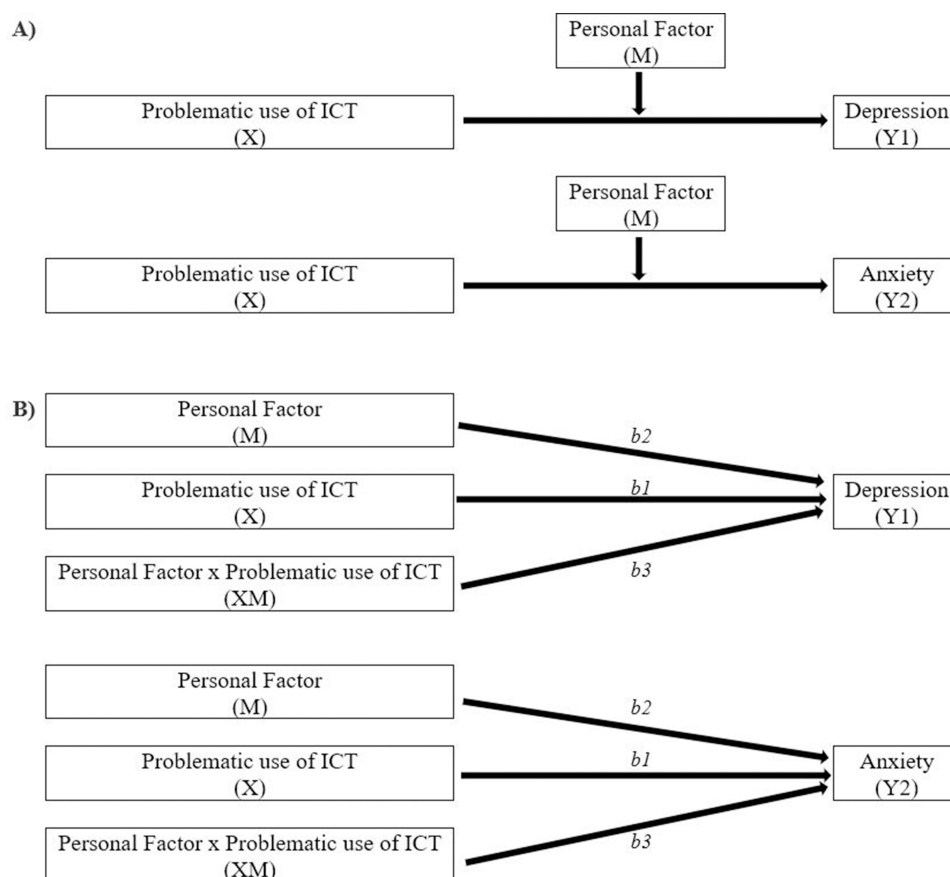 A)
Personal Factor
(M)
Problematic use of ICT
(X)
Depression
(Y1)
Personal Factor
(M)
Problematic use of ICT
(X)
Anxiety
(Y2)
B)
Personal Factor
(M)
b2
Problematic use of ICT
(X)
b1
Depression
(Y1)
Personal Factor x Problematic use of ICT
(XM)
b3
Personal Factor
(M)
b2
Problematic use of ICT
(X)
b1
Anxiety
(Y2)
Personal Factor x Problematic use of ICT
(XM)
b3